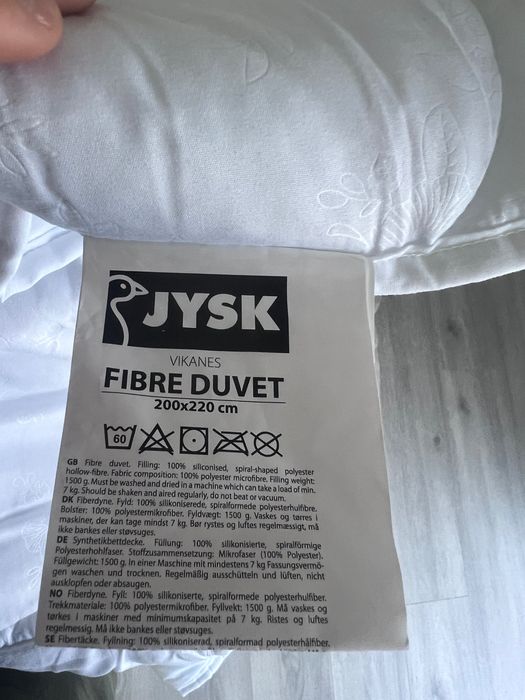 JYSK
VIKANES
FIBRE DUVET
200x220 cm
60
GB Fibre duvet. Filling: 100% siliconised, spiral-shaped polyester
hollow-fibre. Fabric composition: 100% polyester microfibre. Filling weight:
1500 g. Must be washed and dried in a machine which can take a load of min.
7 kg. Should be shaken and aired regularly, do not beat or vacuum.
DK Fiberdyne. Fyld: 100% silikoniserede, spiralformede polyesterhulfibre.
Bolster: 100% polyestermikrofiber. Fyldvægt: 1500 g. Vaskes og tørres i
maskiner, der kan tage mindst 7 kg. Bør rystes og luftes regelmæssigt, må
ikke bankes eller støvsuges.
DE Synthetikbettdecke. Füllung: 100% silikonisierte, spiralförmige
Polyesterhohlfaser. Stoffzusammensetzung: Mikrofaser (100% Polyester).
Füllgewicht: 1500 g. In einer Maschine mit mindestens 7 kg Fassungsvermö-
gen waschen und trocknen. Regelmäßig ausschütteln und lüften, nicht
ausklopfen oder absaugen.
NO Fiberdyne. Fyll: 100% silikoniserte, spiralformede polyesterhulfiber.
Trekkmateriale: 100% polyestermikrofiber. Fyllvekt: 1500 g. Må vaskes og
tørkes i maskiner med minimumskapasitet på 7 kg. Ristes og luftes
regelmessig. Må ikke bankes eller støvsuges.
SE Fibertäcke. Fyllning: 100% silikoniserad, spiralformad polyesterhålfiber.